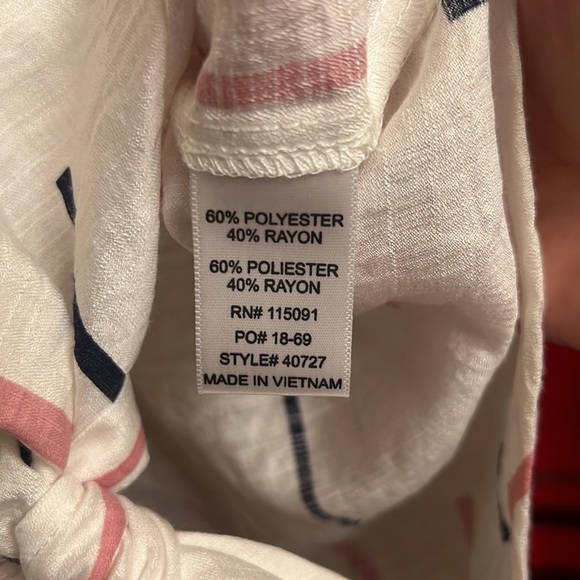 60% POLYESTER
40% RAYON
60% POLIESTER
40% RAYON
RN# 115091
PO# 18-69
STYLE# 40727
MADE IN VIETNAM